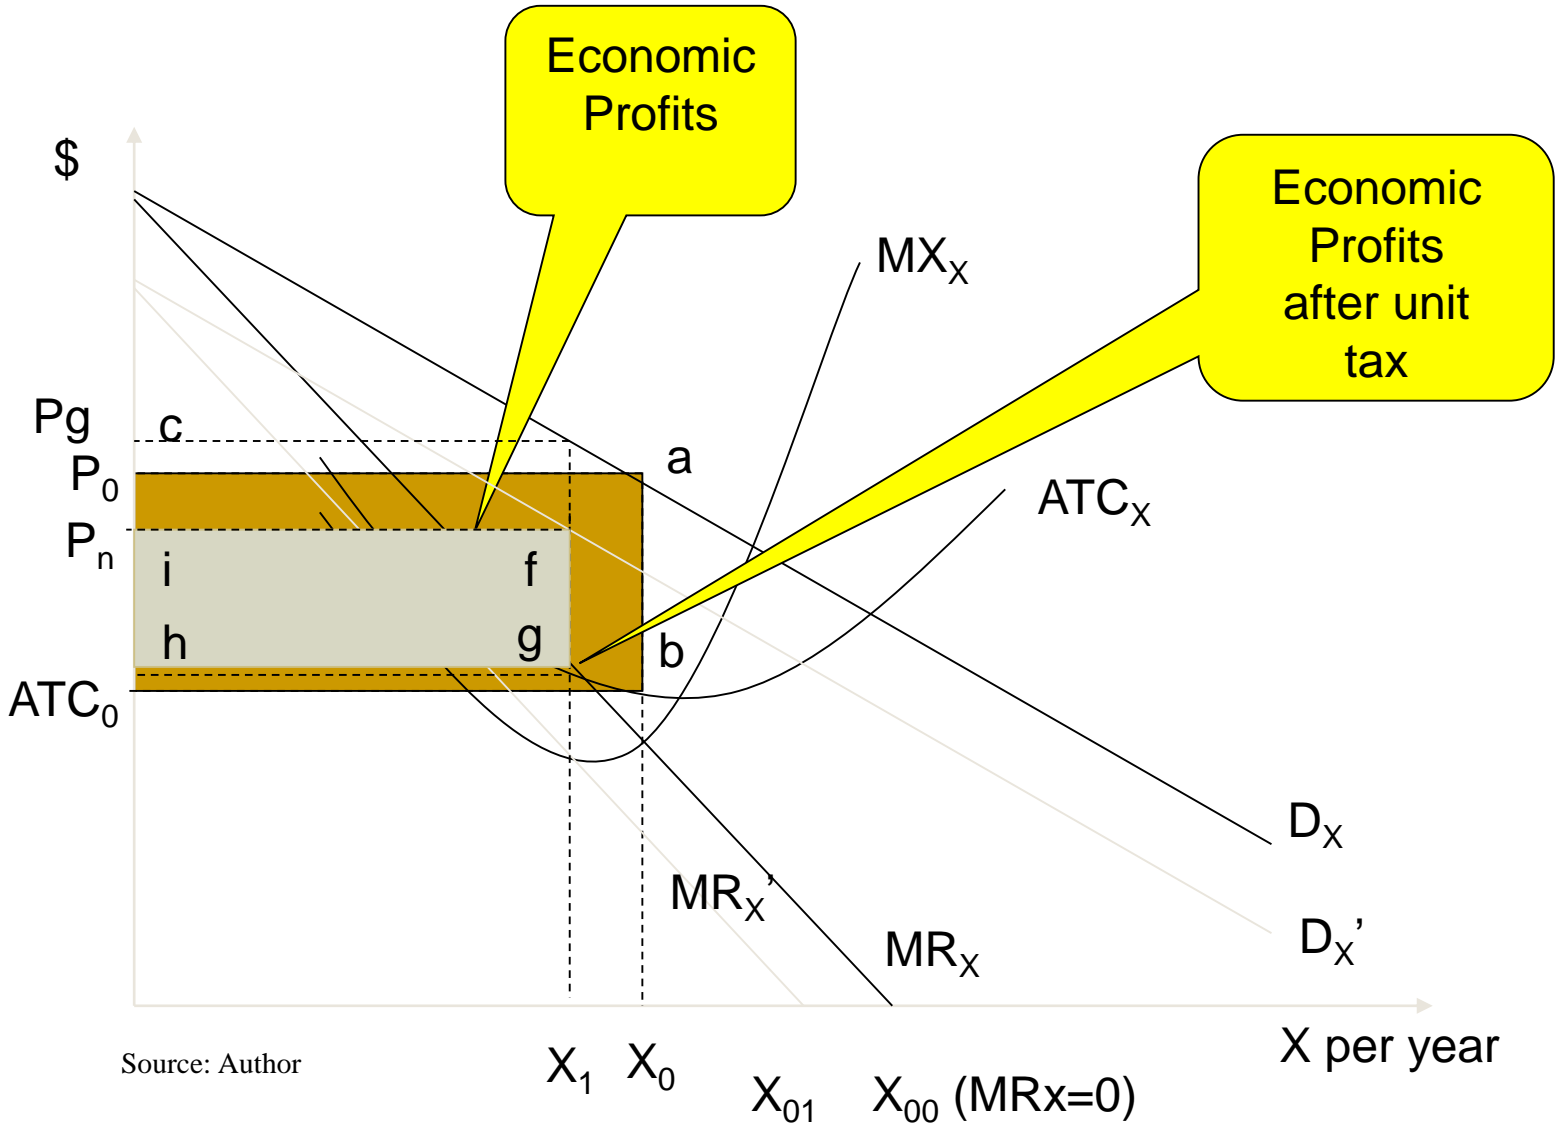 Economic
Profits
$
Economic
Profits
after unit
tax
MX_X
Pg
c
P_0
a
ATC_X
P_n
i
f
h
g
b
ATC_0
D_X
MR_X'
MR_X
D_X'
X per year
Source: Author
X_1
X_0
X_01
X_00 (MRx=0)